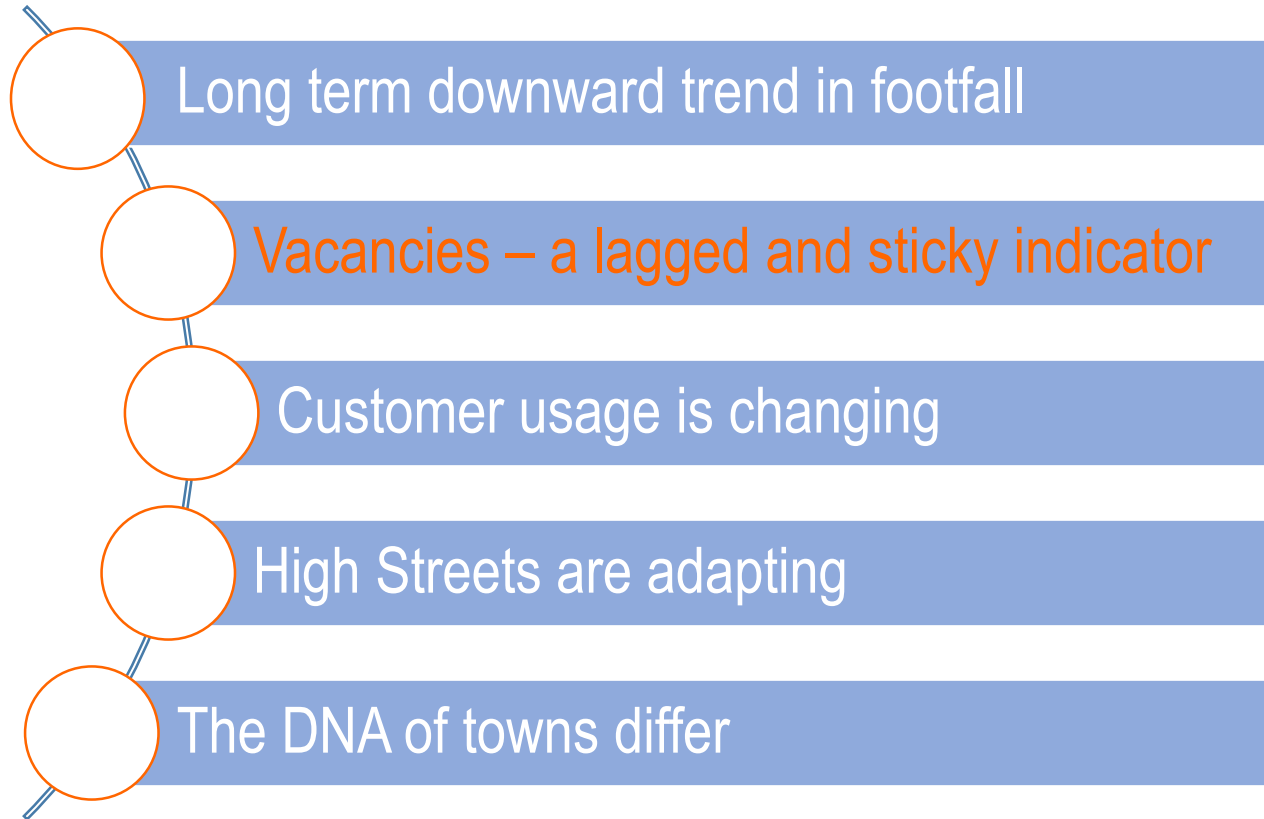 Long term downward trend in footfall
Vacancies – a lagged and sticky indicator
Customer usage is changing
High Streets are adapting
The DNA of towns differ